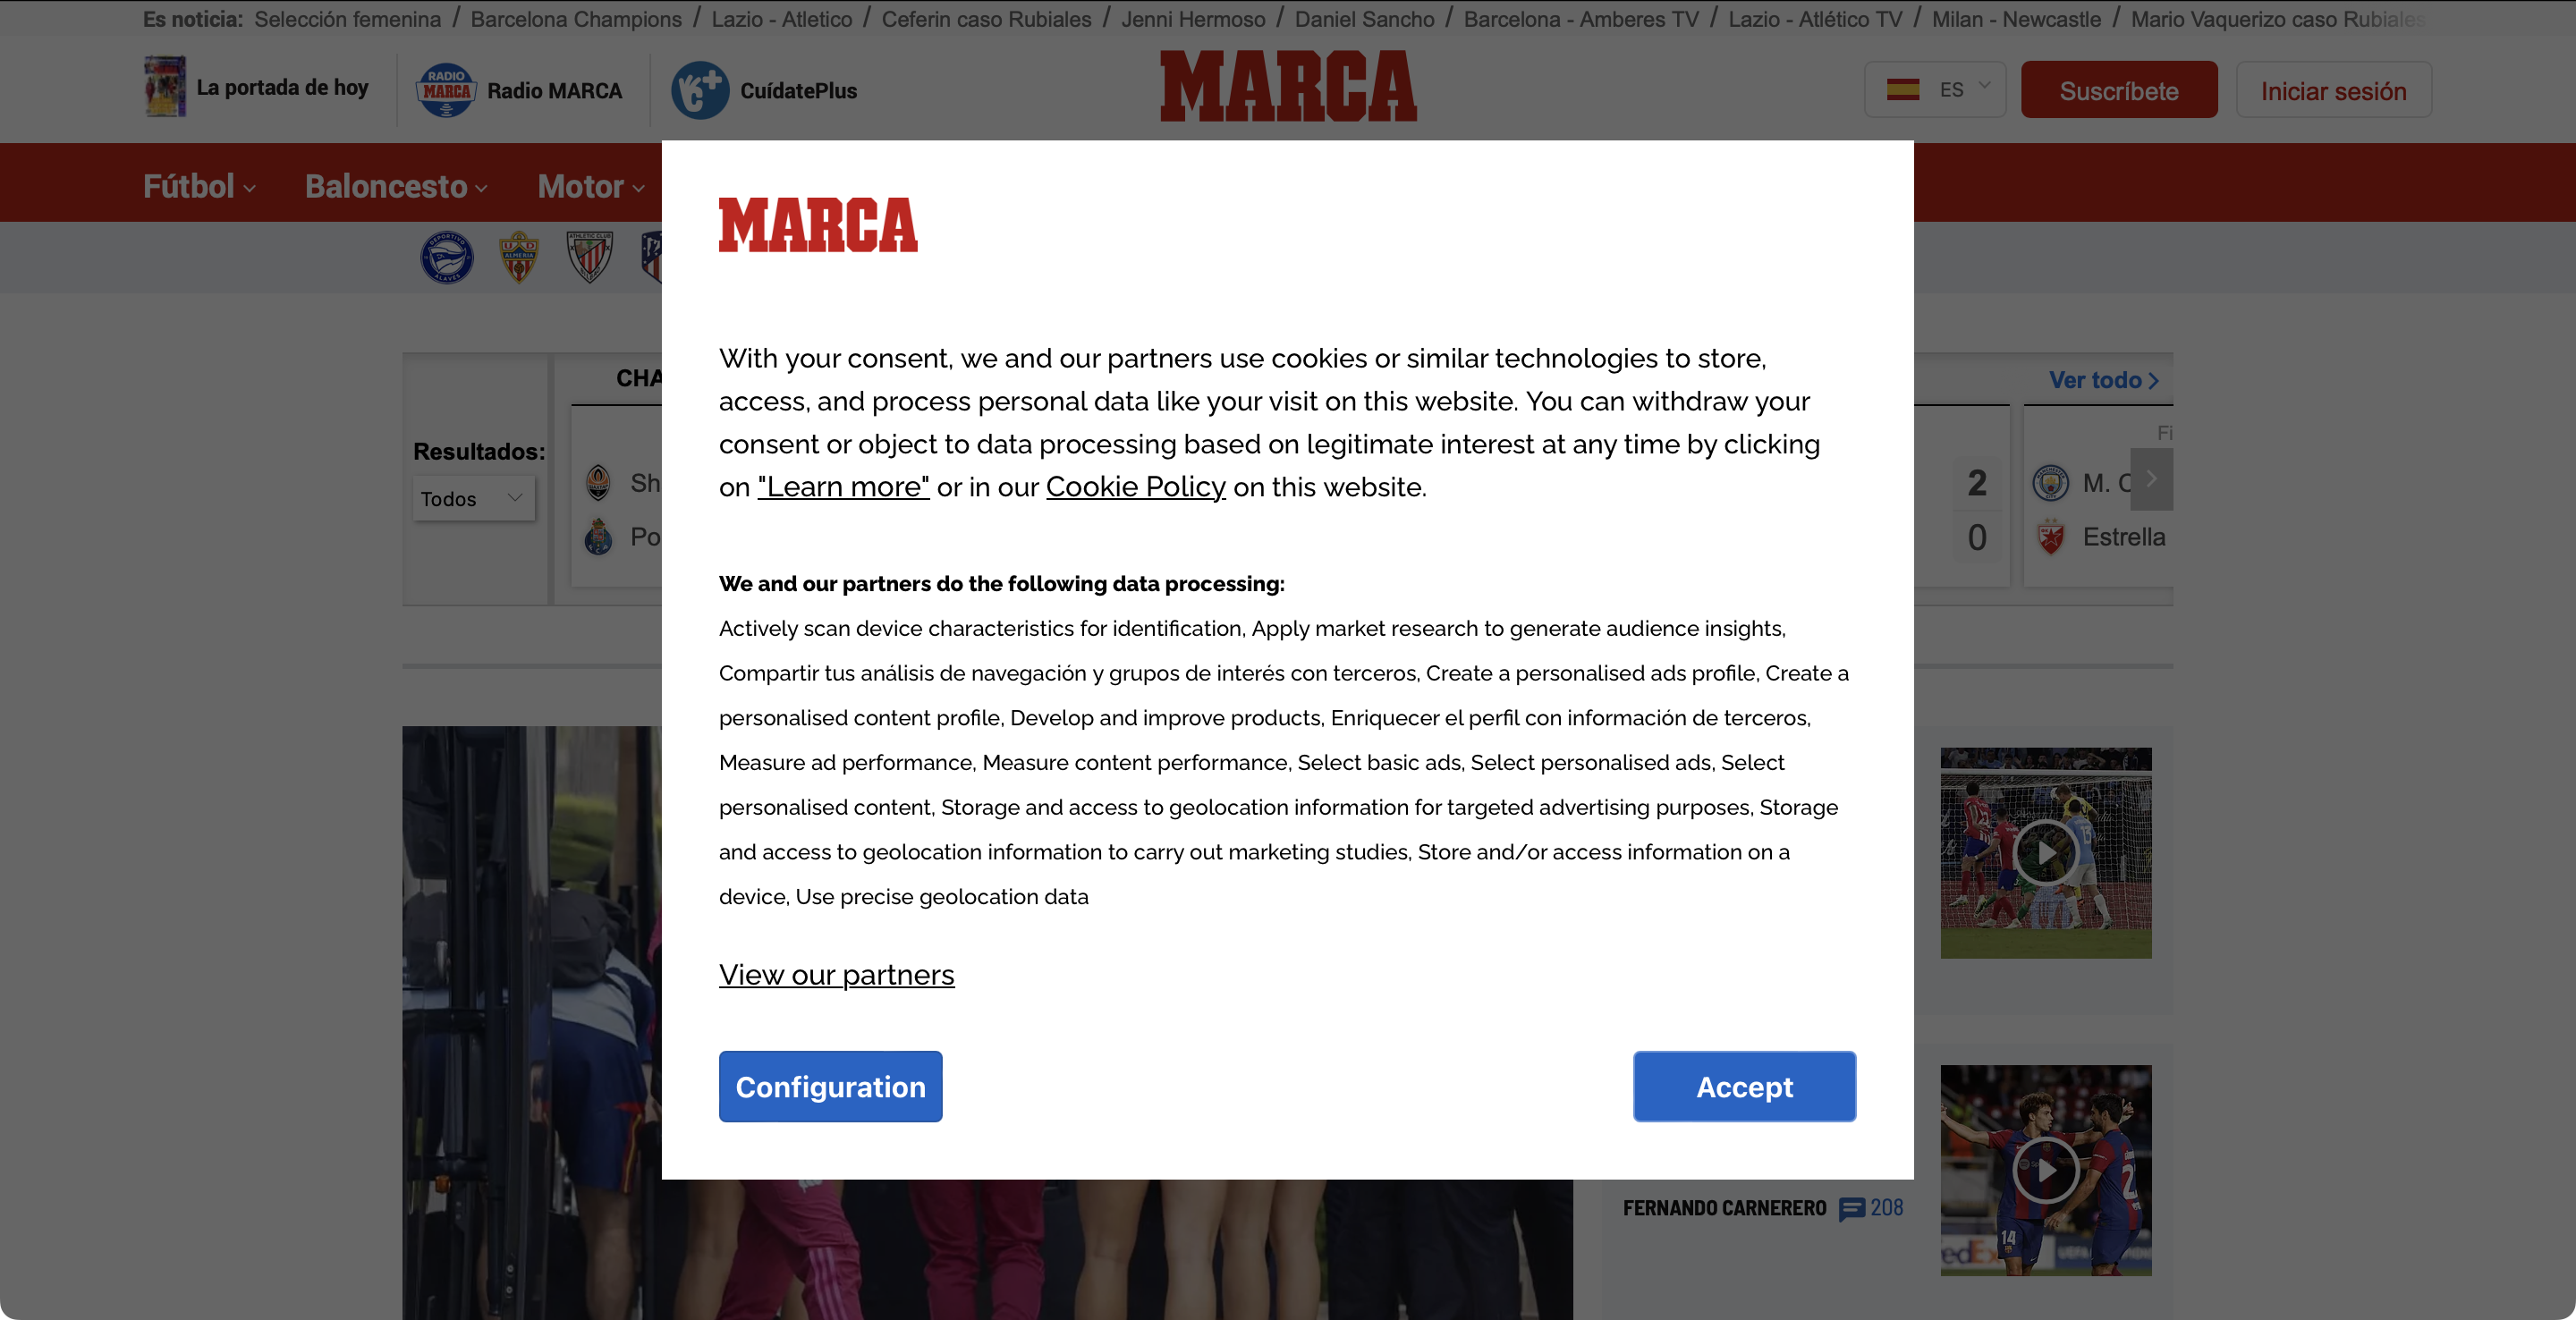 Es noticia: Selección femenina / Barcelona Champions / Lazio - Atletico / Ceferin caso Rubiales / Jenni Hermoso / Daniel Sancho / Barcelona - Amberes TV / Lazio - Atlético TV / Milan - Newcastle / Mario Vaquerizo caso Rubiales
La portada de hoy
RADIO MARCA
Radio MARCA
CuídatePlus
MARCA
ES
Suscríbete
Iniciar sesión
Fútbol
Baloncesto
Motor
DEPORTIVO ALAVES
UD ALMERIA
ATHLETIC CLUB BILBAO
MARCA
With your consent, we and our partners use cookies or similar technologies to store,
access, and process personal data like your visit on this website. You can withdraw your
consent or object to data processing based on legitimate interest at any time by clicking
on "Learn more" or in our Cookie Policy on this website.
We and our partners do the following data processing:
Actively scan device characteristics for identification, Apply market research to generate audience insights,
Compartir tus análisis de navegación y grupos de interés con terceros, Create a personalised ads profile, Create a
personalised content profile, Develop and improve products, Enriquecer el perfil con información de terceros,
Measure ad performance, Measure content performance, Select basic ads, Select personalised ads, Select
personalised content, Storage and access to geolocation information for targeted advertising purposes, Storage
and access to geolocation information to carry out marketing studies, Store and/or access information on a
device, Use precise geolocation data
View our partners
Configuration
Accept
CHA
Resultados:
Todos
Sh
Po
Ver todo
Fi
2
M. C
0
Estrella
FERNANDO CARNERERO 208
14